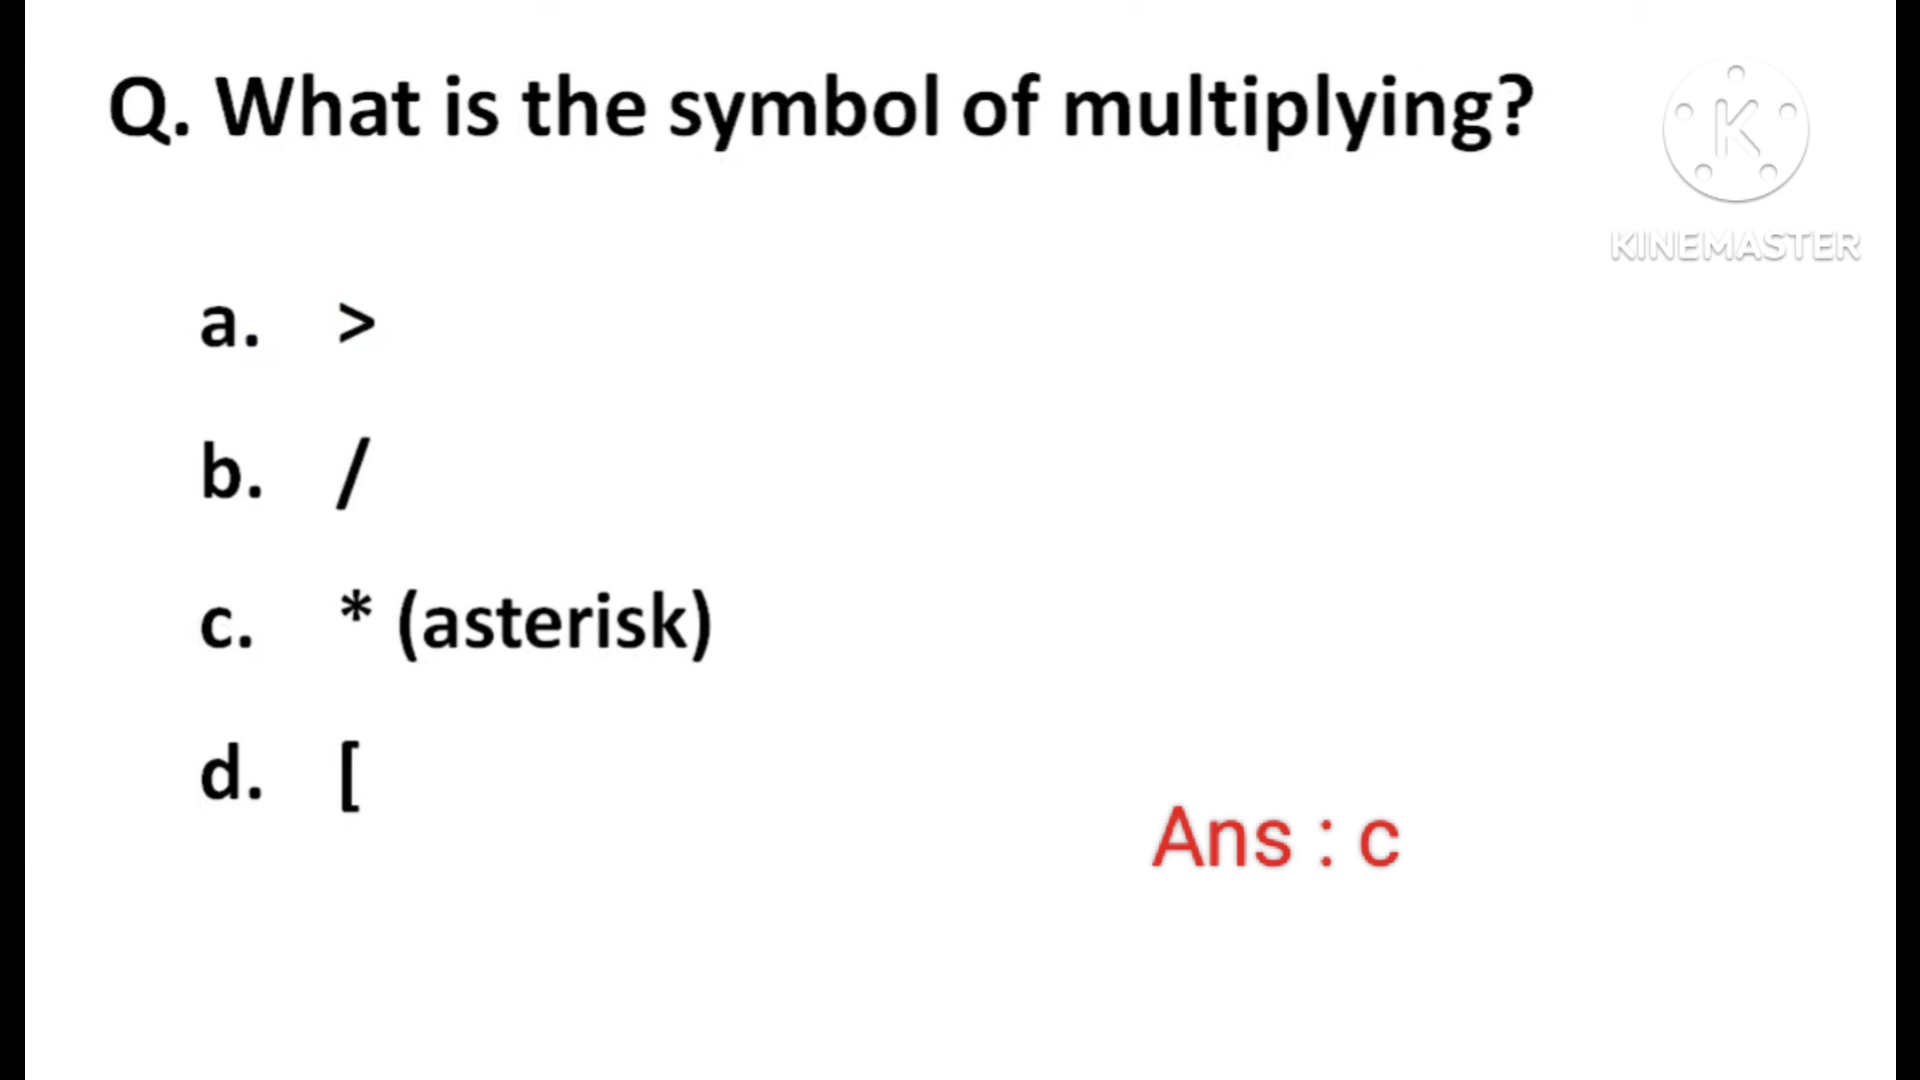 Q. What is the symbol of multiplying?
K
KINEMASTER
a. >
b. /
c. * (asterisk)
d. [
Ans : c